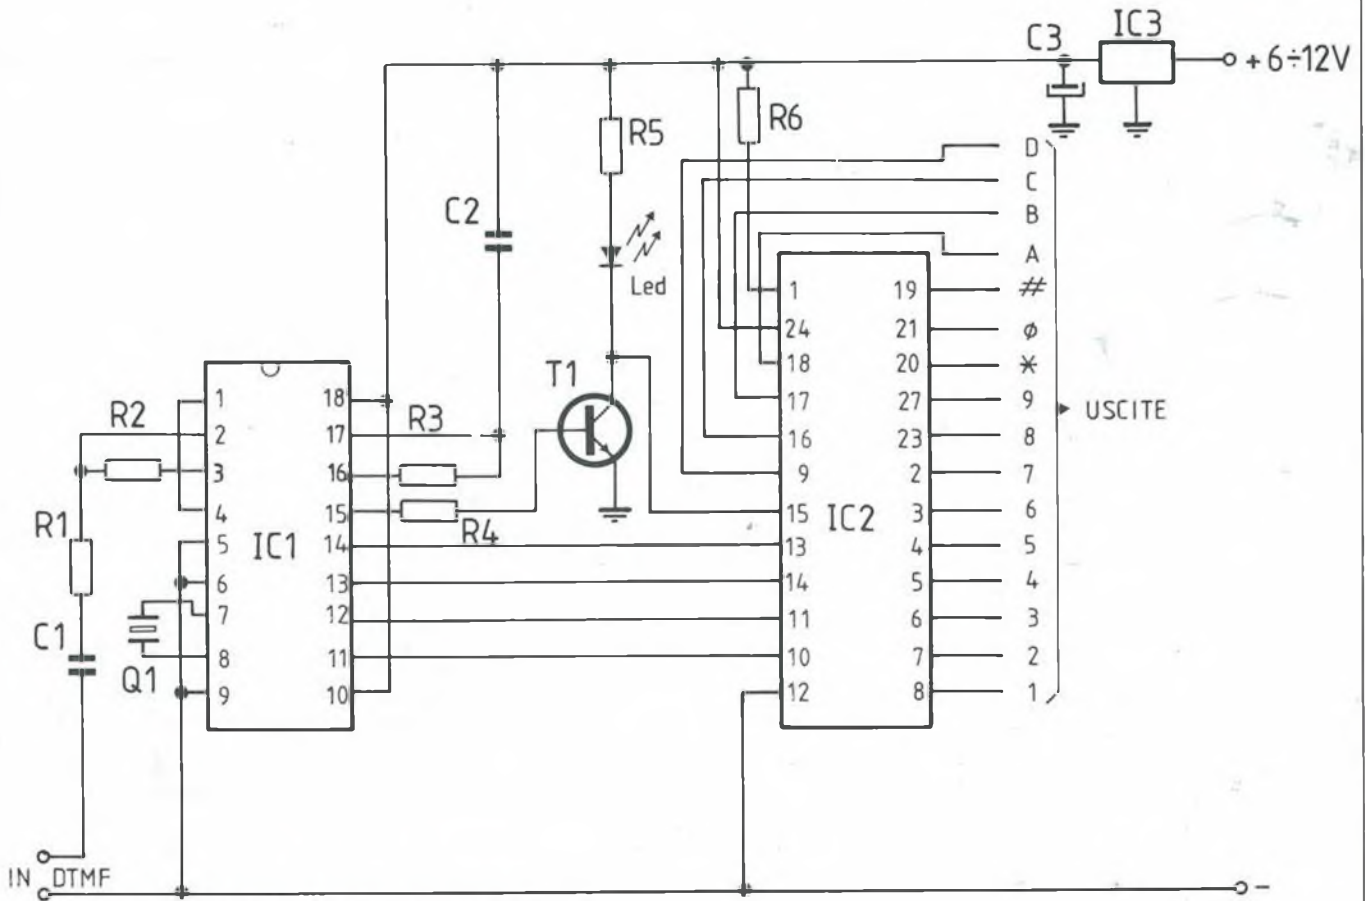 IC3
C3
+ 6÷12V
R6
R5
D
C
B
A
C2
Led
1 19 #
24 21 ø
18 20 *
17 27 9
16 23 8
9 2 7
15 3 6
13 4 5
14 5 4
11 6 3
10 7 2
12 8 1
IC2
USCITE
T1
R2
R3
R4
R1
C1
Q1
1 18
2 17
3 16
4 15
5 14
6 13
7 12
8 11
9 10
IC1
IN DTMF
-